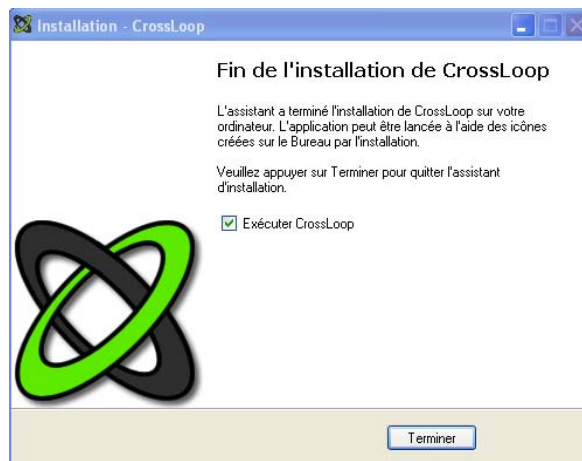 Installation - CrossLoop
Fin de l'installation de CrossLoop
L'assistant a terminé l'installation de CrossLoop sur votre
ordinateur. L'application peut être lancée à l'aide des icônes
créées sur le Bureau par l'installation.
Veuillez appuyer sur Terminer pour quitter l'assistant
d'installation.
Exécuter CrossLoop
Terminer